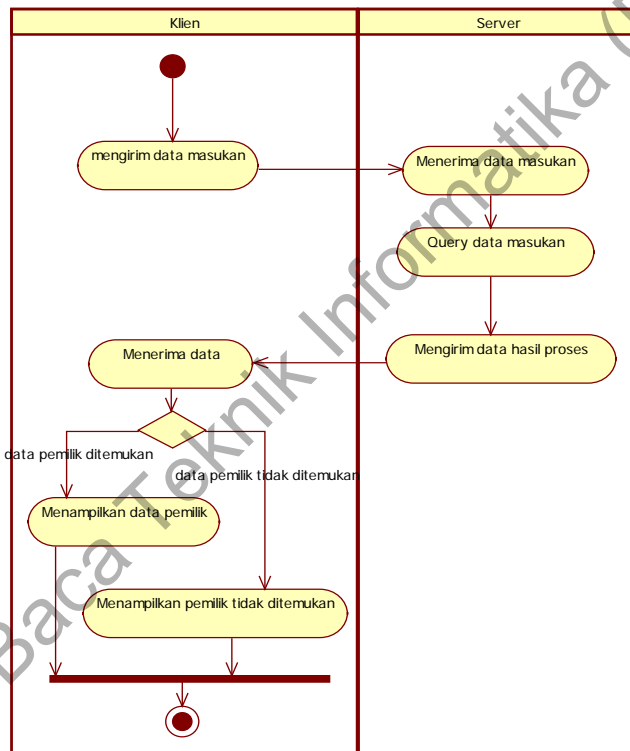 Klien
Server
mengirim data masukan
Menerima data masukan
Query data masukan
Mengirim data hasil proses
Menerima data
data pemilik ditemukan
data pemilik tidak ditemukan
Menampilkan data pemilik
Menampilkan pemilik tidak ditemukan
Baca Teknik Informatika (